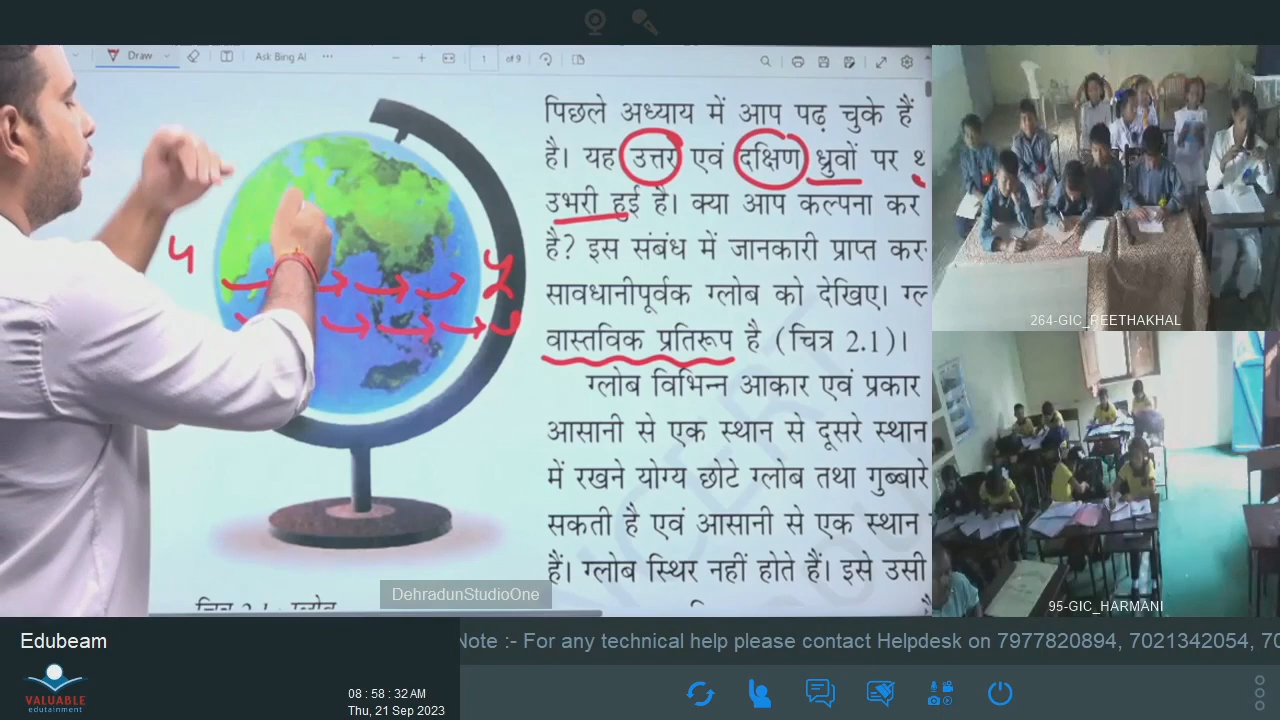 Draw
Ask Bing AI
1
of 9
पिछले अध्याय में आप पढ़ चुके हैं
है। यह उत्तर एवं दक्षिण ध्रुवों पर
उभरी हुई है। क्या आप कल्पना कर
है? इस संबंध में जानकारी प्राप्त
सावधानीपूर्वक ग्लोब को देखिए।
वास्तविक प्रतिरूप है (चित्र 2.1)।
ग्लोब विभिन्न आकार एवं प्रकार
आसानी से एक स्थान से दूसरे स्थान
में रखने योग्य छोटे ग्लोब तथा गुब्बारे
सकती है एवं आसानी से एक स्थान
हैं। ग्लोब स्थिर नहीं होते हैं। इसे उसी
DehradunStudioOne
264-GIC_REETHAKHAL
95-GIC_HARMANI
Edubeam
Note :- For any technical help please contact Helpdesk on 7977820894, 7021342054,
VALUABLE
edutainment
08 : 58 : 32 AM
Thu, 21 Sep 2023